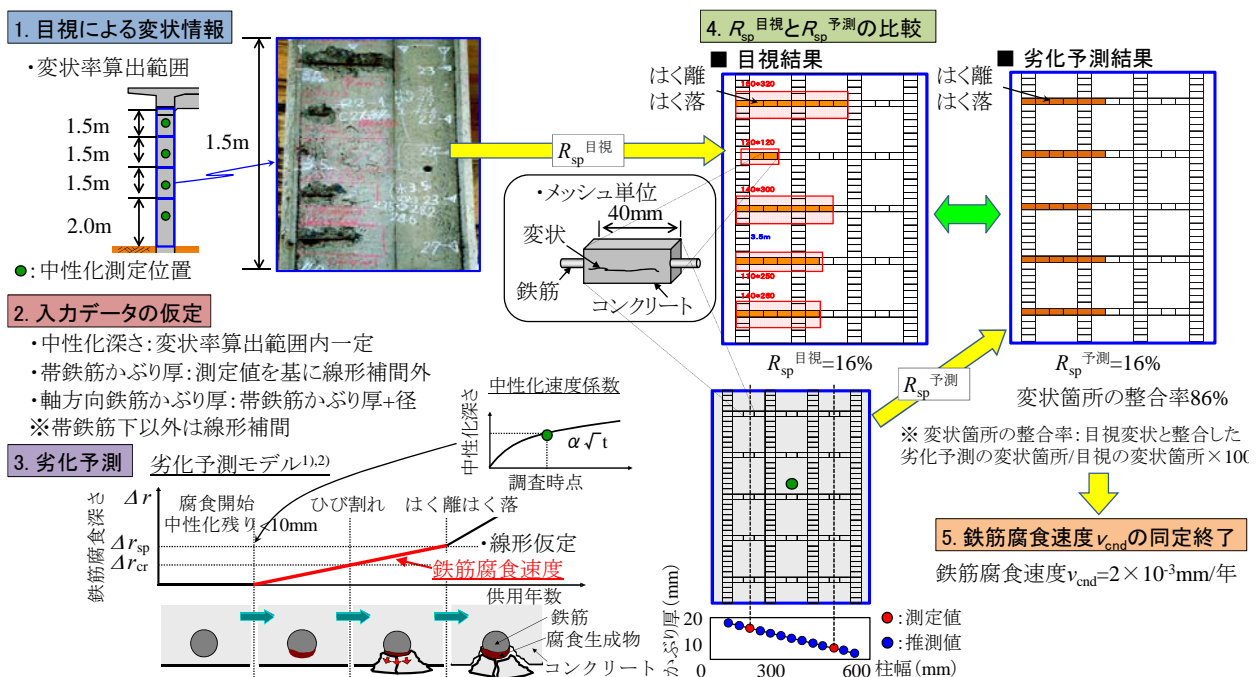 1. 目視による変状情報
・変状率算出範囲
1.5m
1.5m
1.5m
2.0m
1.5m
●:中性化測定位置
2. 入力データの仮定
・中性化深さ:変状率算出範囲内一定
・帯鉄筋かぶり厚:測定値を基に線形補間外
・軸方向鉄筋かぶり厚:帯鉄筋かぶり厚+径
※帯鉄筋下以外は線形補間
3. 劣化予測
劣化予測モデル1),2)
鉄筋腐食深さ
Δr
Δrsp
Δrcr
腐食開始
中性化残り<10mm
ひび割れ
はく離はく落
・線形仮定
鉄筋腐食速度
供用年数
鉄筋
腐食生成物
コンクリート
中性化速度係数
中性化深さ
α√t
調査時点
Rsp目視
・メッシュ単位
40mm
変状
鉄筋
コンクリート
4. Rsp目視とRsp予測の比較
■ 目視結果
はく離
はく落
150*320
120*120
140*300
3.5m
110*250
140*260
Rsp目視=16%
■ 劣化予測結果
はく離
はく落
Rsp予測=16%
変状箇所の整合率86%
Rsp予測
※ 変状箇所の整合率:目視変状と整合した
劣化予測の変状箇所/目視の変状箇所×100
5. 鉄筋腐食速度vcndの同定終了
鉄筋腐食速度vcnd=2×10-3mm/年
かぶり厚(mm)
20
10
0
0
300
600
柱幅(mm)
●:測定値
●:推測値